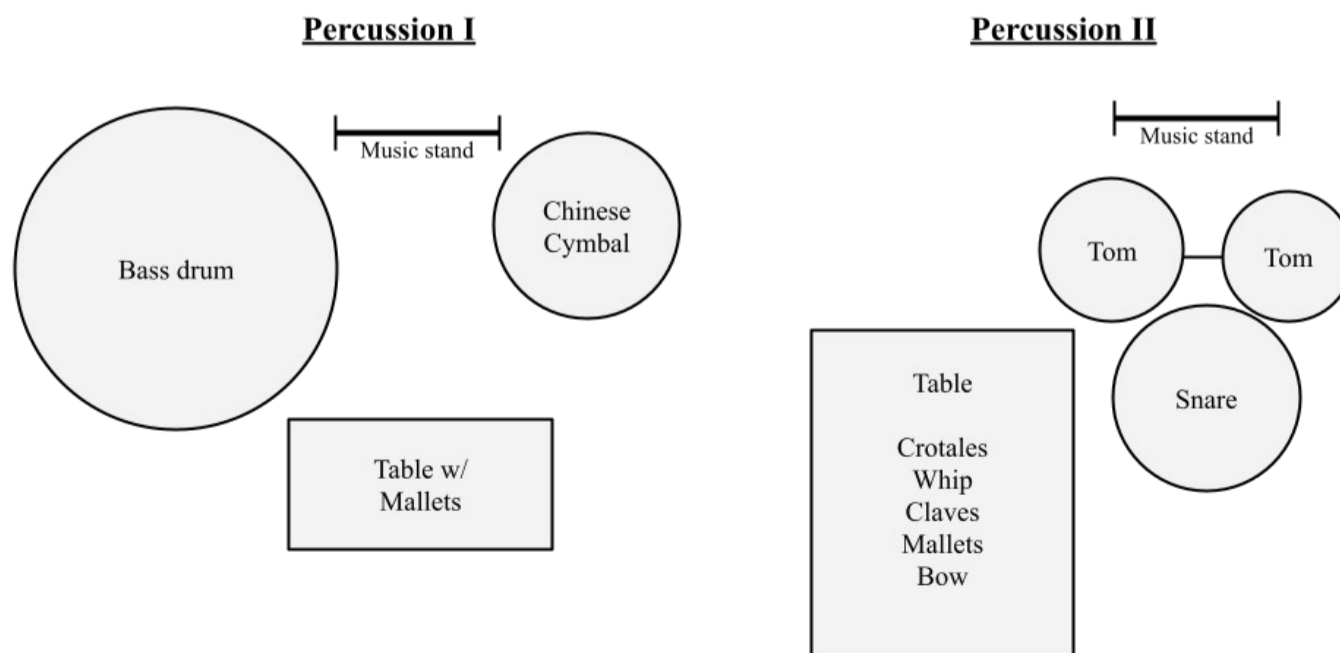 Percussion I
Music stand
Bass drum
Chinese
Cymbal
Table w/
Mallets
Percussion II
Music stand
Tom
Tom
Snare
Table
Crotales
Whip
Claves
Mallets
Bow